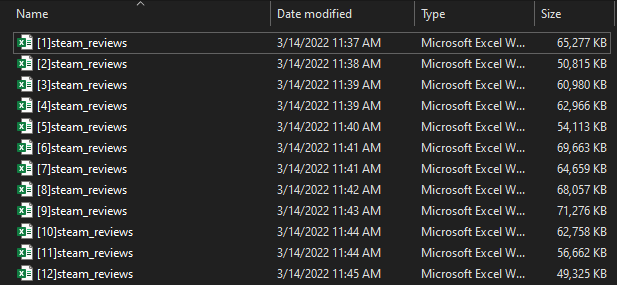 Name Date modified Type Size
[1]steam_reviews 3/14/2022 11:37 AM Microsoft Excel W... 65,277 KB
[2]steam_reviews 3/14/2022 11:38 AM Microsoft Excel W... 50,815 KB
[3]steam_reviews 3/14/2022 11:39 AM Microsoft Excel W... 60,980 KB
[4]steam_reviews 3/14/2022 11:39 AM Microsoft Excel W... 62,966 KB
[5]steam_reviews 3/14/2022 11:40 AM Microsoft Excel W... 54,113 KB
[6]steam_reviews 3/14/2022 11:41 AM Microsoft Excel W... 69,663 KB
[7]steam_reviews 3/14/2022 11:41 AM Microsoft Excel W... 64,659 KB
[8]steam_reviews 3/14/2022 11:42 AM Microsoft Excel W... 68,057 KB
[9]steam_reviews 3/14/2022 11:43 AM Microsoft Excel W... 71,276 KB
[10]steam_reviews 3/14/2022 11:44 AM Microsoft Excel W... 62,758 KB
[11]steam_reviews 3/14/2022 11:44 AM Microsoft Excel W... 56,662 KB
[12]steam_reviews 3/14/2022 11:45 AM Microsoft Excel W... 49,325 KB